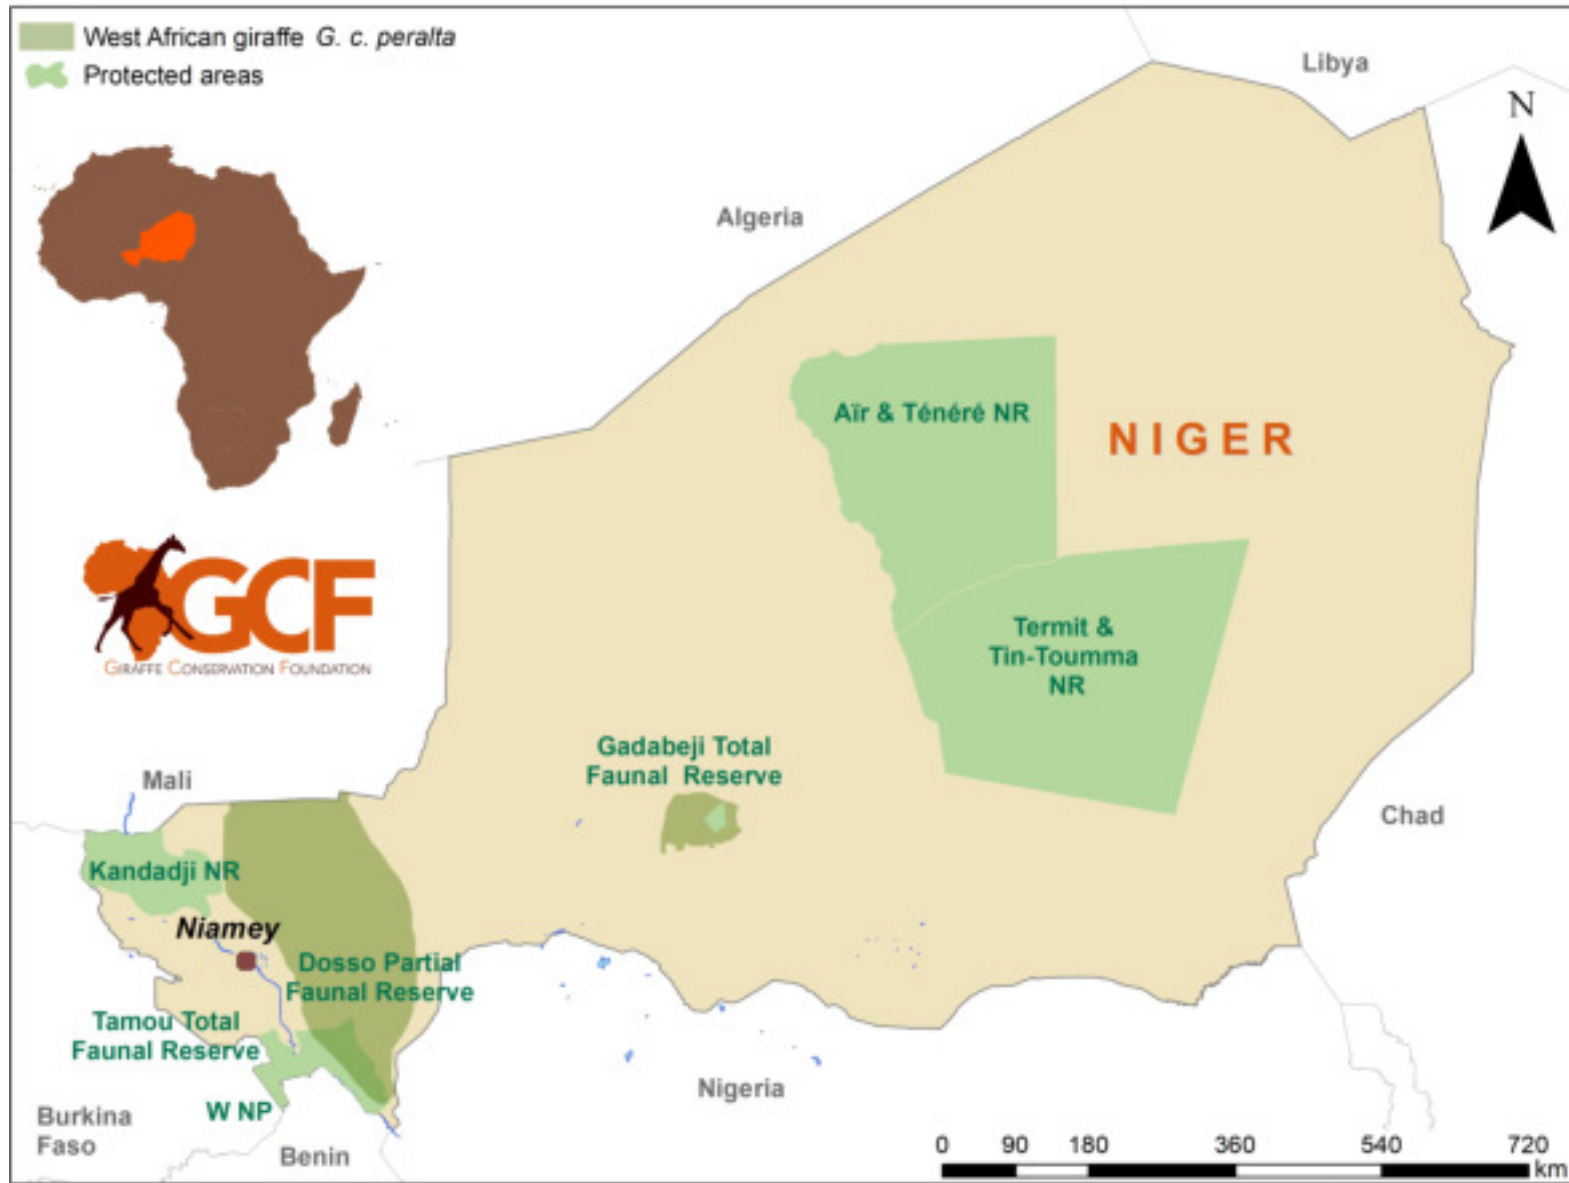 West African giraffe G. c. peralta
Protected areas
Libya
N
Algeria
Aïr & Ténéré NR
NIGER
GCF
GIRAFFE CONSERVATION FOUNDATION
Termit &
Tin-Toumma
NR
Gadabeji Total
Faunal Reserve
Mali
Chad
Kandadji NR
Niamey
Dosso Partial
Faunal Reserve
Tamou Total
Faunal Reserve
Nigeria
W NP
Burkina
Faso
Benin
0 90 180 360 540 720
km